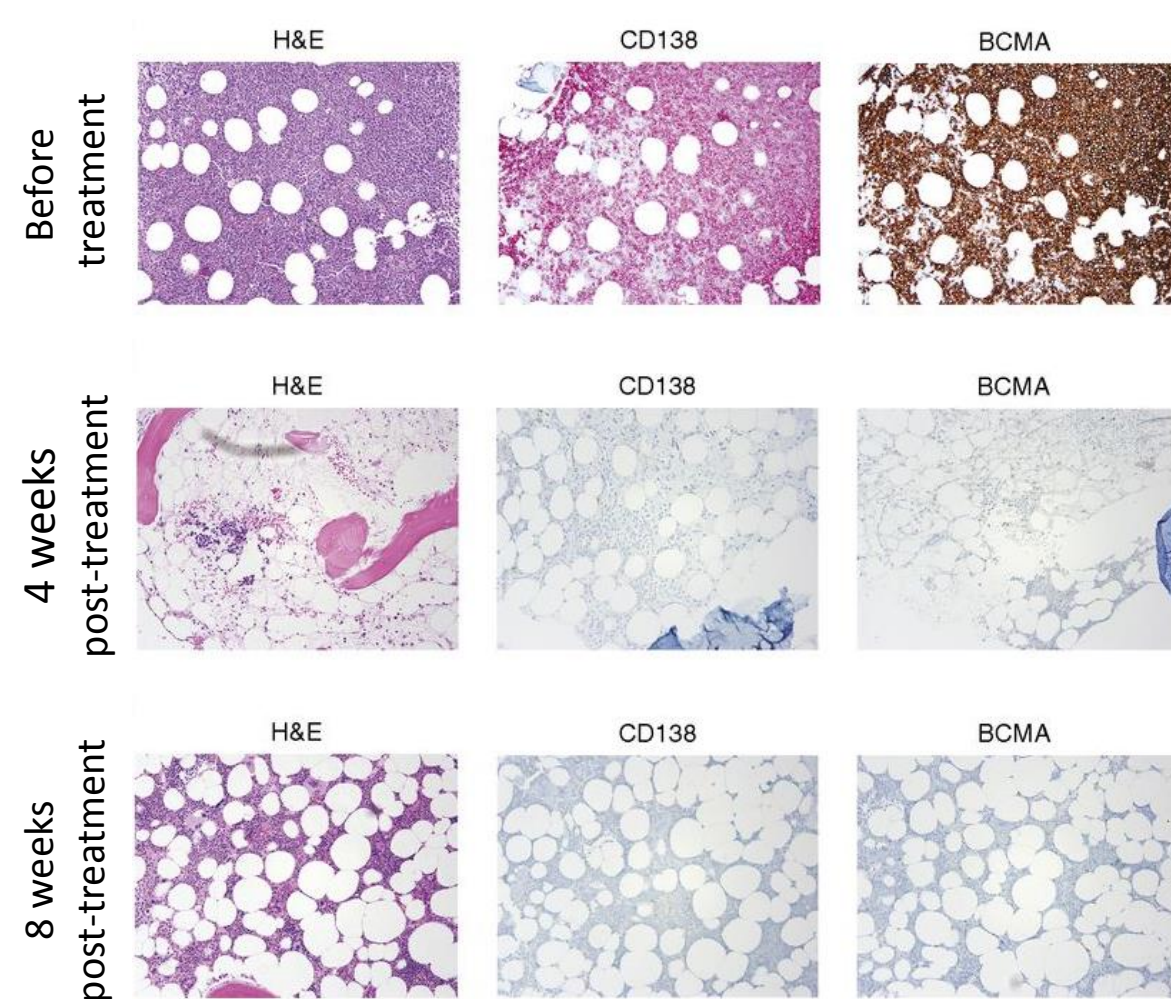 H&E
CD138
BCMA
Before
treatment
H&E
CD138
BCMA
4 weeks
post-treatment
H&E
CD138
BCMA
8 weeks
post-treatment